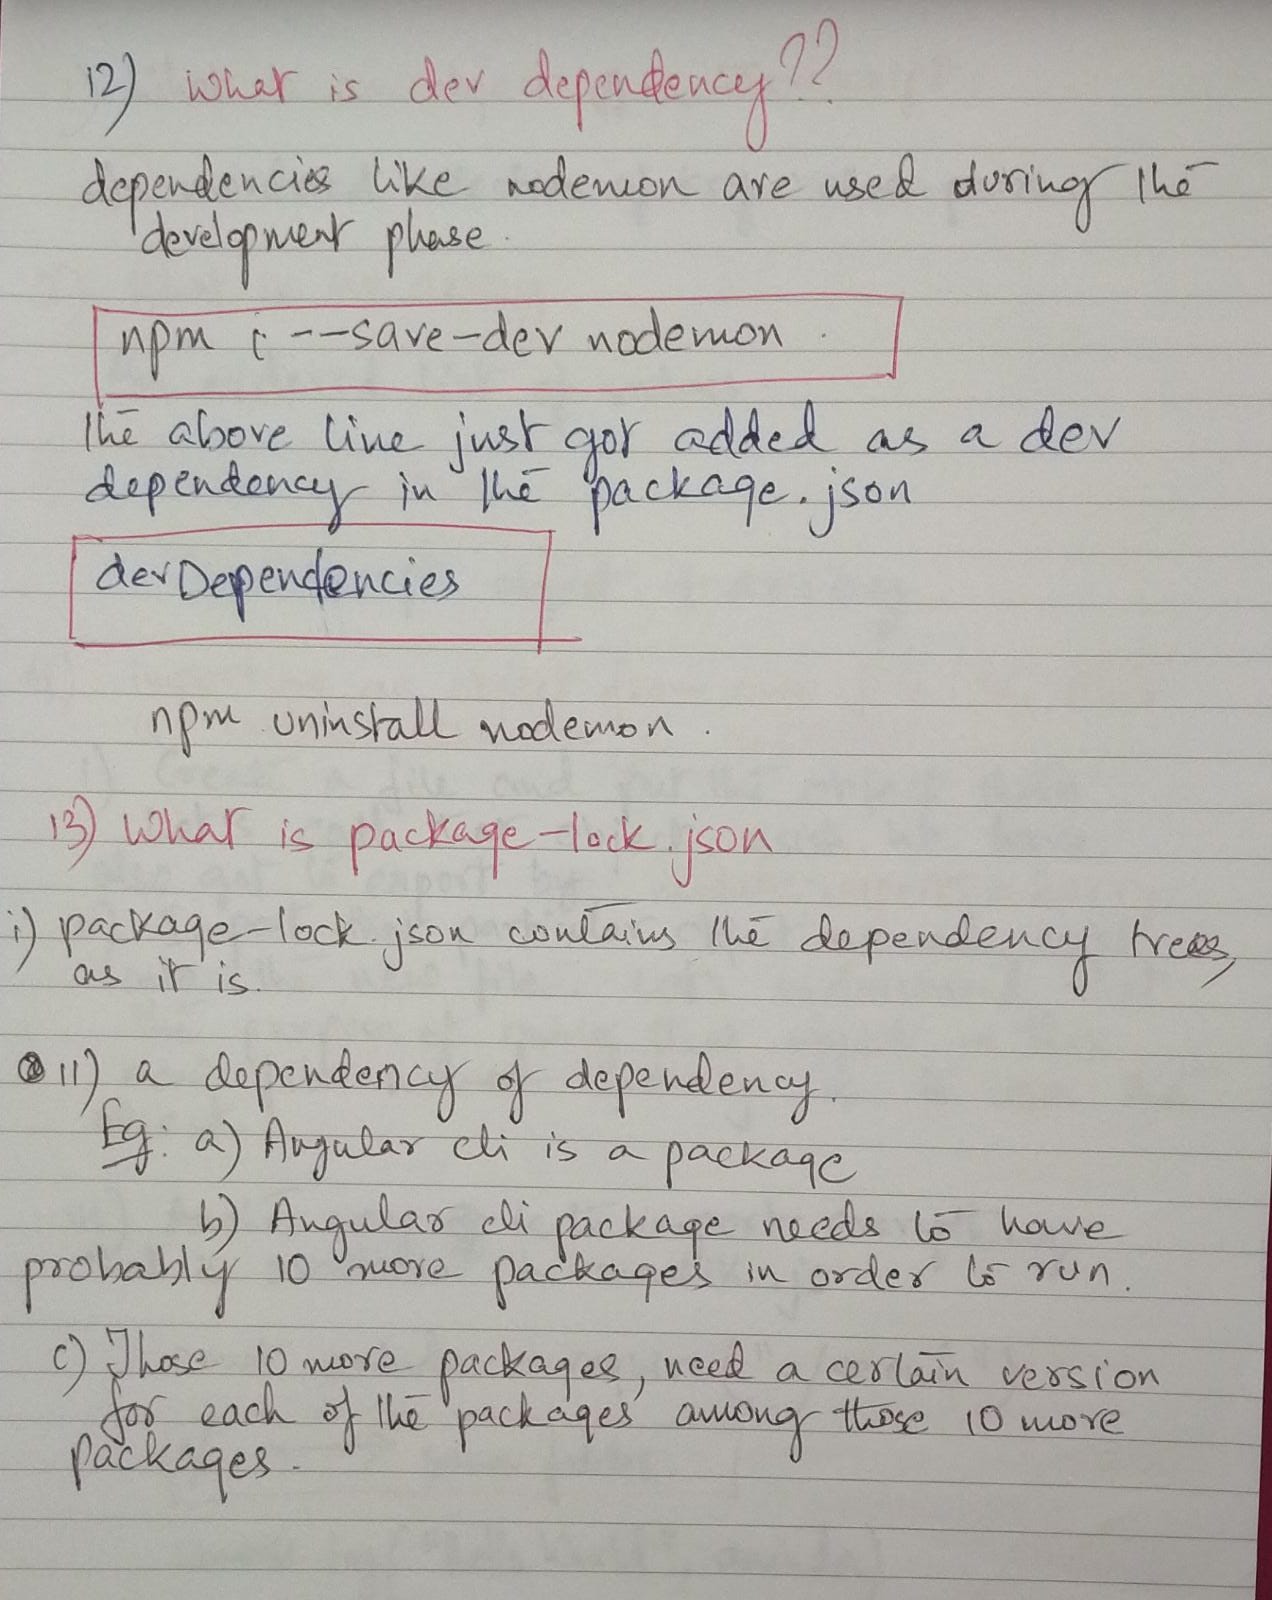 12) what is dev dependency??
dependencies like nodemon are used during the
development phase.
npm i --save-dev nodemon.
the above line just got added as a dev
dependency in the package.json
devDependencies
npm uninstall nodemon.
13) What is package-lock.json
i) package-lock.json contains the dependency trees,
as it is.
11) a dependency of dependency.
Eg: a) Angular cli is a package
b) Angular cli package needs to have
probably 10 more packages in order to run.
c) Those 10 more packages, need a certain version
for each of the packages among those 10 more
packages.